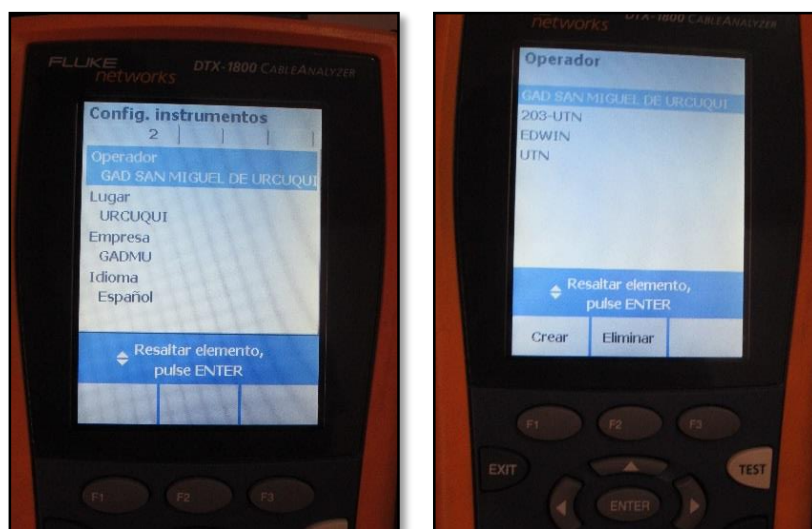 FLUKE
networks
DTX-1800 CABLEANALYZER
Config. instrumentos
2
Operador
GAD SAN MIGUEL DE URCUQUI
Lugar
URCUQUI
Empresa
GADMU
Idioma
Español
Resaltar elemento,
pulse ENTER
F1
F2
F3
networks
DTX-1800 CABLEANALYZER
Operador
GAD SAN MIGUEL DE URCUQUI
203-UTN
EDWIN
UTN
Resaltar elemento,
pulse ENTER
Crear
Eliminar
F1
F2
F3
EXIT
TEST
ENTER